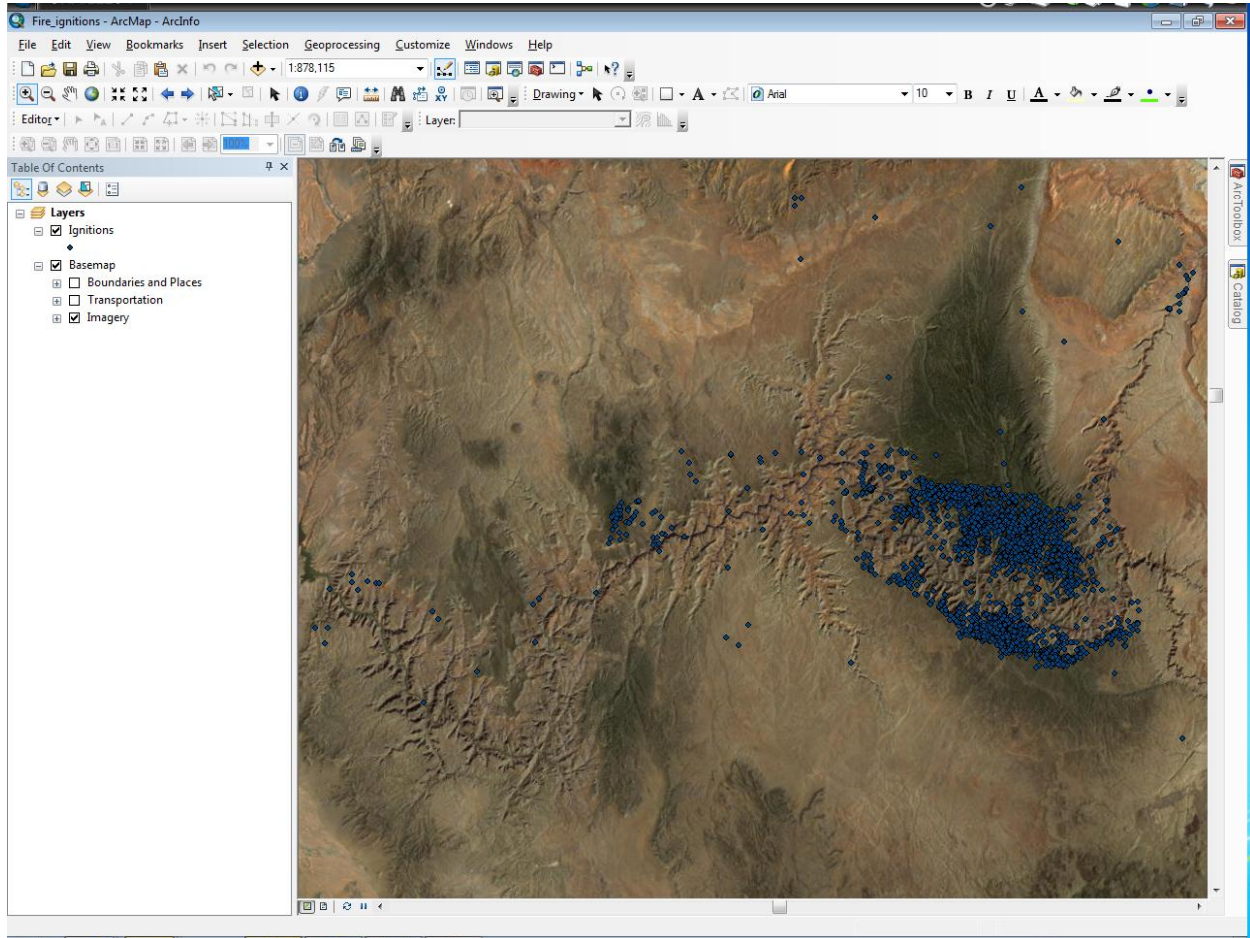 Fire_ignitions - ArcMap - ArcInfo
File Edit View Bookmarks Insert Selection Geoprocessing Customize Windows Help
1:878,115
Drawing Arial 10 B I U A
Editor Layer:
100%
Table Of Contents
Layers
Ignitions
Basemap
Boundaries and Places
Transportation
Imagery
ArcToolbox
Catalog